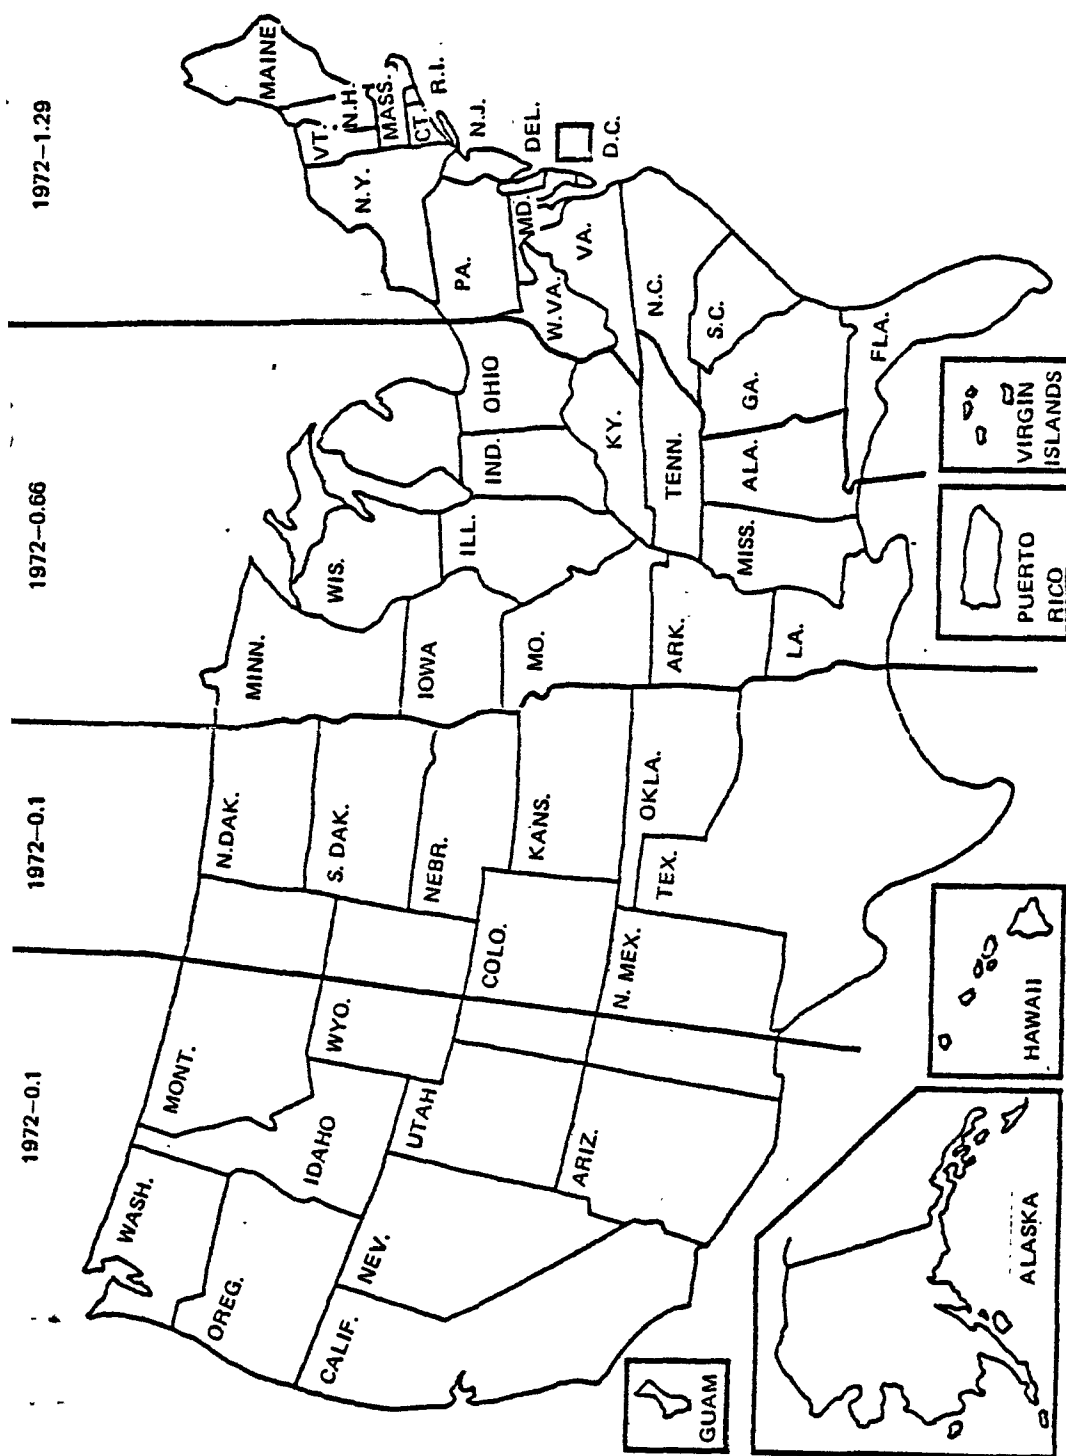 1972–0.1
1972–0.1
1972–0.66
1972–1.29
WASH.
OREG.
CALIF.
NEV.
IDAHO
MONT.
WYO.
UTAH
ARIZ.
COLO.
N. MEX.
N.DAK.
S. DAK.
NEBR.
KANS.
OKLA.
TEX.
MINN.
IOWA
MO.
ARK.
LA.
WIS.
ILL.
IND.
OHIO
KY.
TENN.
MISS.
ALA.
GA.
FLA.
S.C.
N.C.
VA.
W.VA.
MD.
PA.
N.Y.
VT.
N.H.
MAINE
MASS.
CT.
R.I.
N.J.
DEL.
D.C.
GUAM
ALASKA
HAWAII
PUERTO
RICO
VIRGIN
ISLANDS